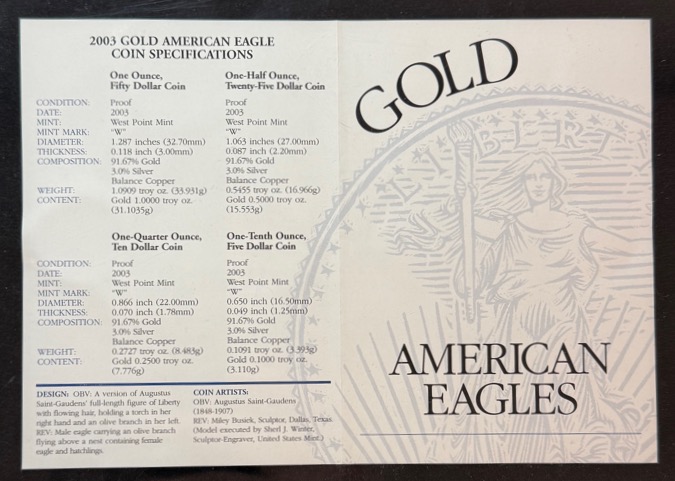 2003 GOLD AMERICAN EAGLE
COIN SPECIFICATIONS
One Ounce,
Fifty Dollar Coin
CONDITION: Proof
DATE: 2003
MINT: West Point Mint
MINT MARK: "W"
DIAMETER: 1.287 inches (32.70mm)
THICKNESS: 0.118 inch (3.00mm)
COMPOSITION: 91.67% Gold
3.0% Silver
Balance Copper
WEIGHT: 1.0909 troy oz. (33.931g)
CONTENT: Gold 1.0000 troy oz.
(31.1035g)
One-Half Ounce,
Twenty-Five Dollar Coin
Proof
2003
West Point Mint
"W"
1.063 inches (27.00mm)
0.087 inch (2.20mm)
91.67% Gold
3.0% Silver
Balance Copper
0.5455 troy oz. (16.966g)
Gold 0.5000 troy oz.
(15.553g)
One-Quarter Ounce,
Ten Dollar Coin
CONDITION: Proof
DATE: 2003
MINT: West Point Mint
MINT MARK: "W"
DIAMETER: 0.866 inch (22.00mm)
THICKNESS: 0.070 inch (1.78mm)
COMPOSITION: 91.67% Gold
3.0% Silver
Balance Copper
WEIGHT: 0.2727 troy oz. (8.483g)
CONTENT: Gold 0.2500 troy oz.
(7.776g)
One-Tenth Ounce,
Five Dollar Coin
Proof
2003
West Point Mint
"W"
0.650 inch (16.50mm)
0.049 inch (1.25mm)
91.67% Gold
3.0% Silver
Balance Copper
0.1091 troy oz. (3.393g)
Gold 0.1000 troy oz.
(3.110g)
DESIGN: OBV: A version of Augustus
Saint-Gaudens' full-length figure of Liberty
with flowing hair, holding a torch in her
right hand and an olive branch in her left.
REV: Male eagle carrying an olive branch
flying above a nest containing female
eagle and hatchlings.
COIN ARTISTS:
OBV: Augustus Saint-Gaudens
(1848-1907)
REV: Miley Busiek, Sculptor, Dallas, Texas.
(Model executed by Sherl J. Winter,
Sculptor-Engraver, United States Mint.)
GOLD
LIBERTY
AMERICAN
EAGLES